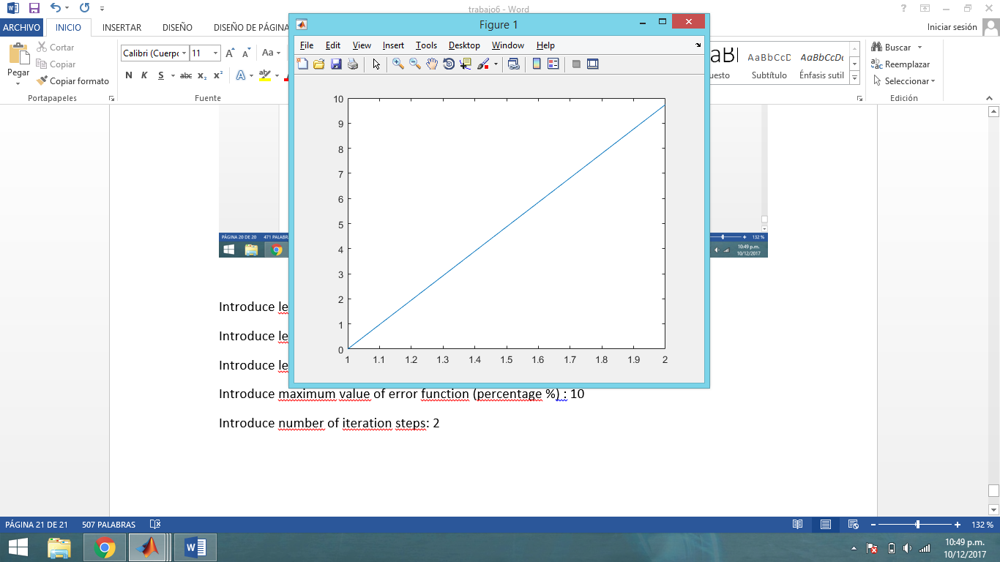 trabajo6 - Word
ARCHIVO INICIO INSERTAR DISEÑO DISEÑO DE PÁGINA Iniciar sesión
Pegar
Cortar
Copiar
Copiar formato
Portapapeles
Calibri (Cuerpo 11
N K S abc x₂ x²
Fuente
AaBbCcD AaBbCcDc
Subtítulo Énfasis sutil
Buscar
Reemplazar
Seleccionar
Edición
Figure 1
File Edit View Insert Tools Desktop Window Help
10
9
8
7
6
5
4
3
2
1
0
1 1.1 1.2 1.3 1.4 1.5 1.6 1.7 1.8 1.9 2
PÁGINA 20 DE 20 471 PALABR
132 %
10:49 p.m.
10/12/2017
Introduce le
Introduce le
Introduce le
Introduce maximum value of error function (percentage %) : 10
Introduce number of iteration steps: 2
PÁGINA 21 DE 21 507 PALABRAS 132 %
10:49 p.m.
10/12/2017